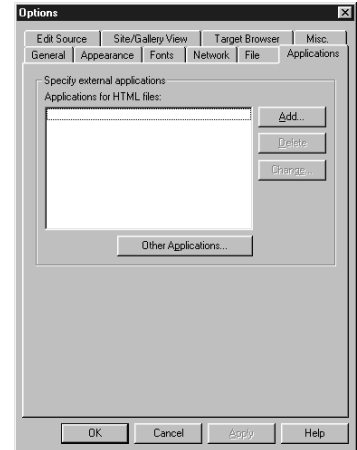 Options
Edit Source Site/Gallery View Target Browser Misc.
General Appearance Fonts Network File Applications
Specify external applications
Applications for HTML files:
Add...
Delete
Change...
Other Applications...
OK Cancel Apply Help